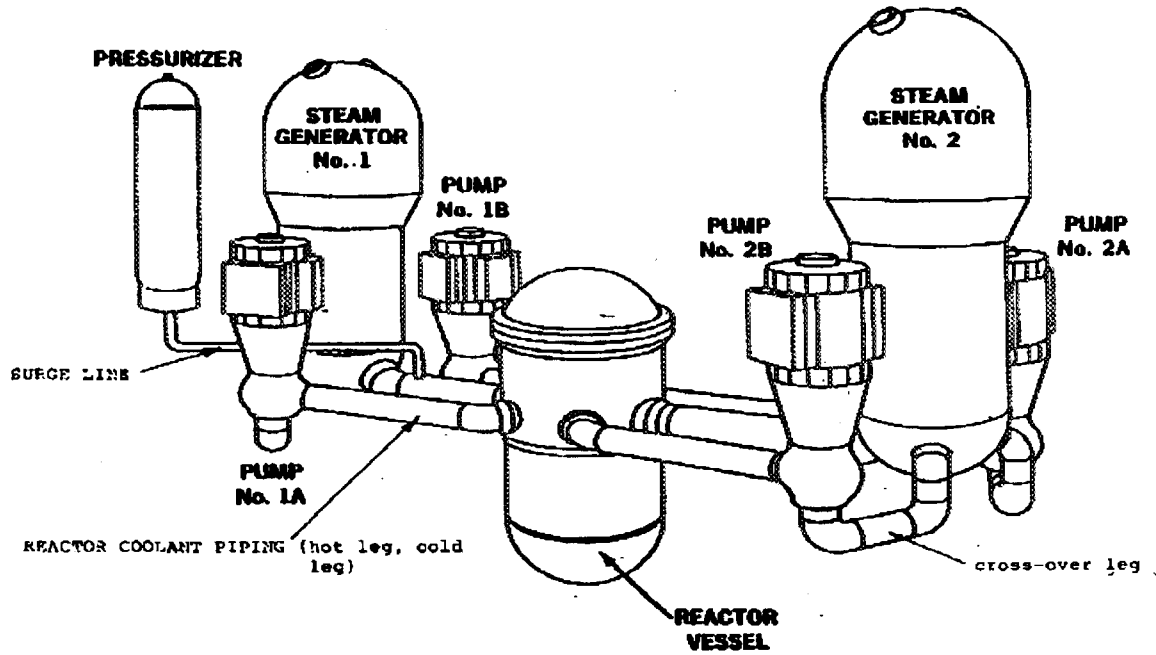 PRESSURIZER
STEAM
GENERATOR
No. 1
STEAM
GENERATOR
No. 2
PUMP
No. 1B
PUMP
No. 2B
PUMP
No. 2A
SURGE LINE
PUMP
No. 1A
REACTOR COOLANT PIPING (hot leg, cold
leg)
cross-over leg
REACTOR
VESSEL